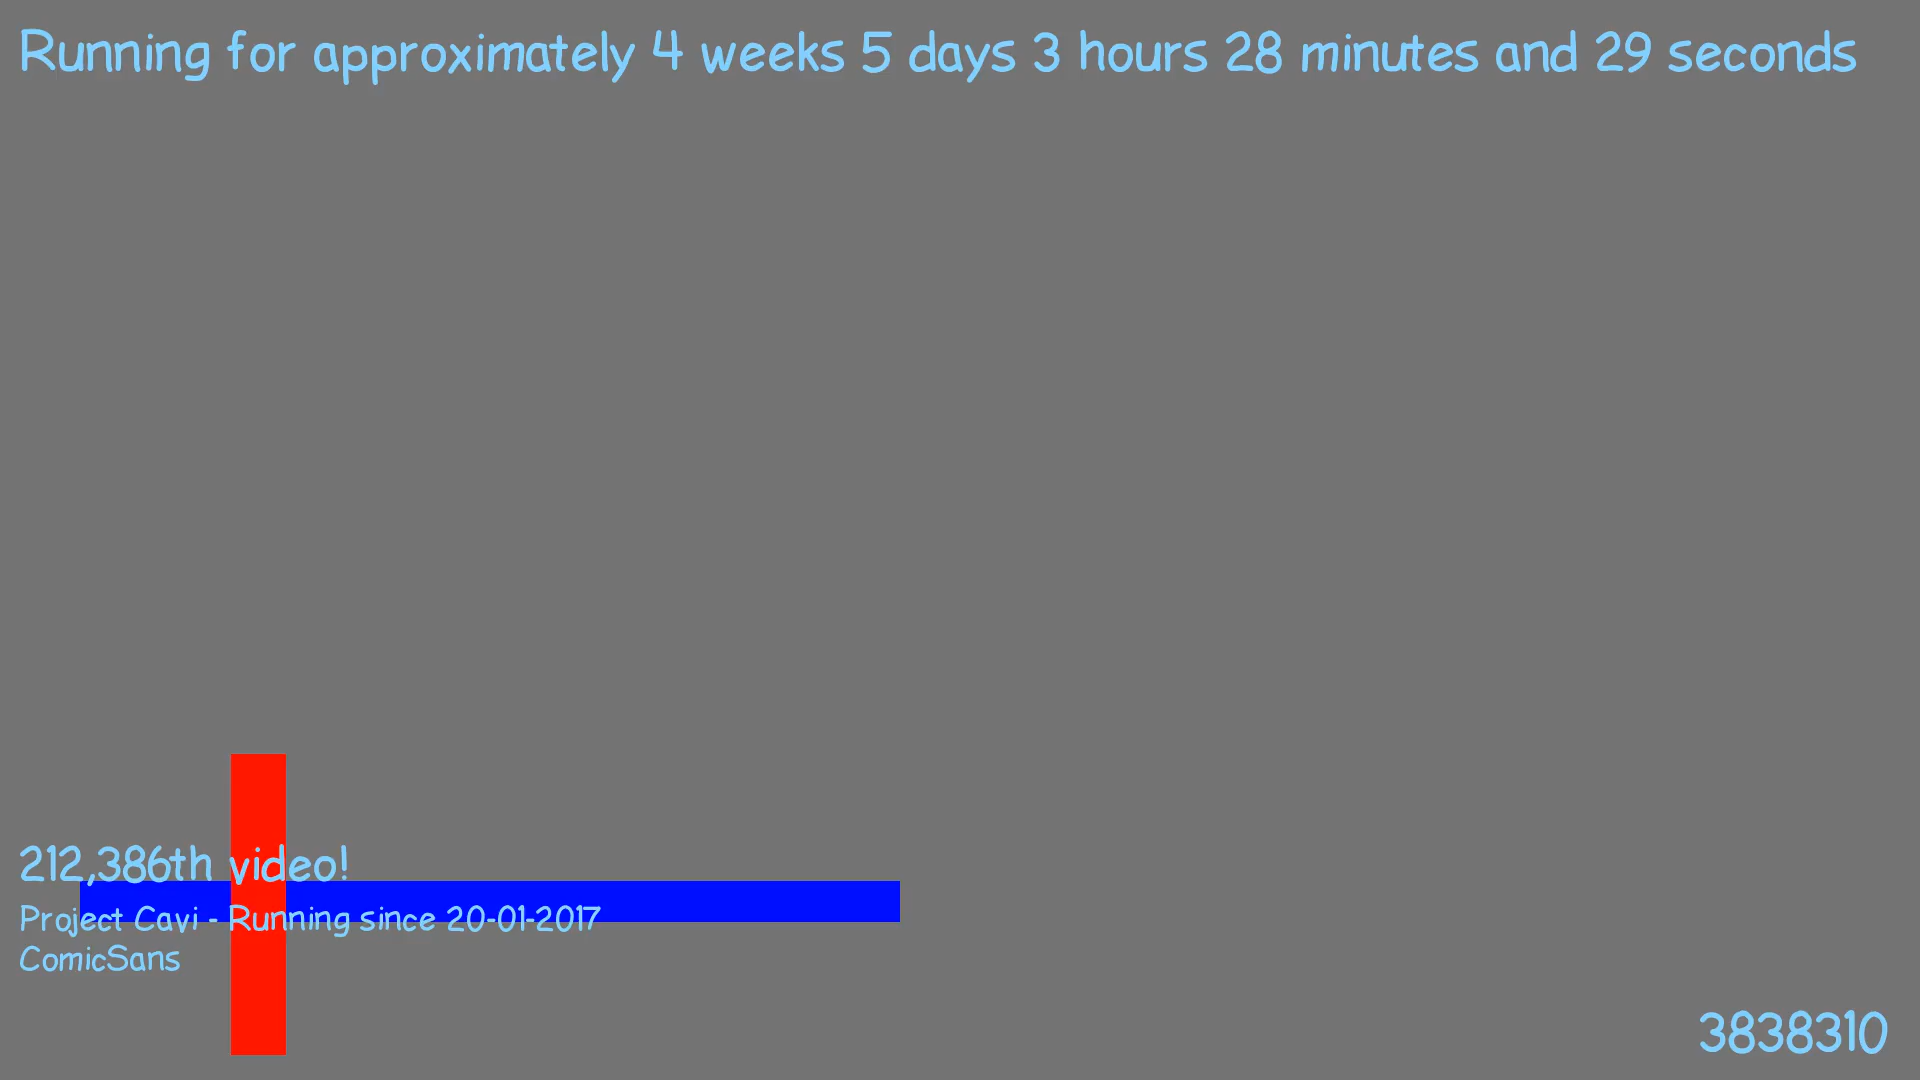 Running for approximately 4 weeks 5 days 3 hours 28 minutes and 29 seconds
212,386th video!
Project Cavi - Running since 20-01-2017
ComicSans
3838310